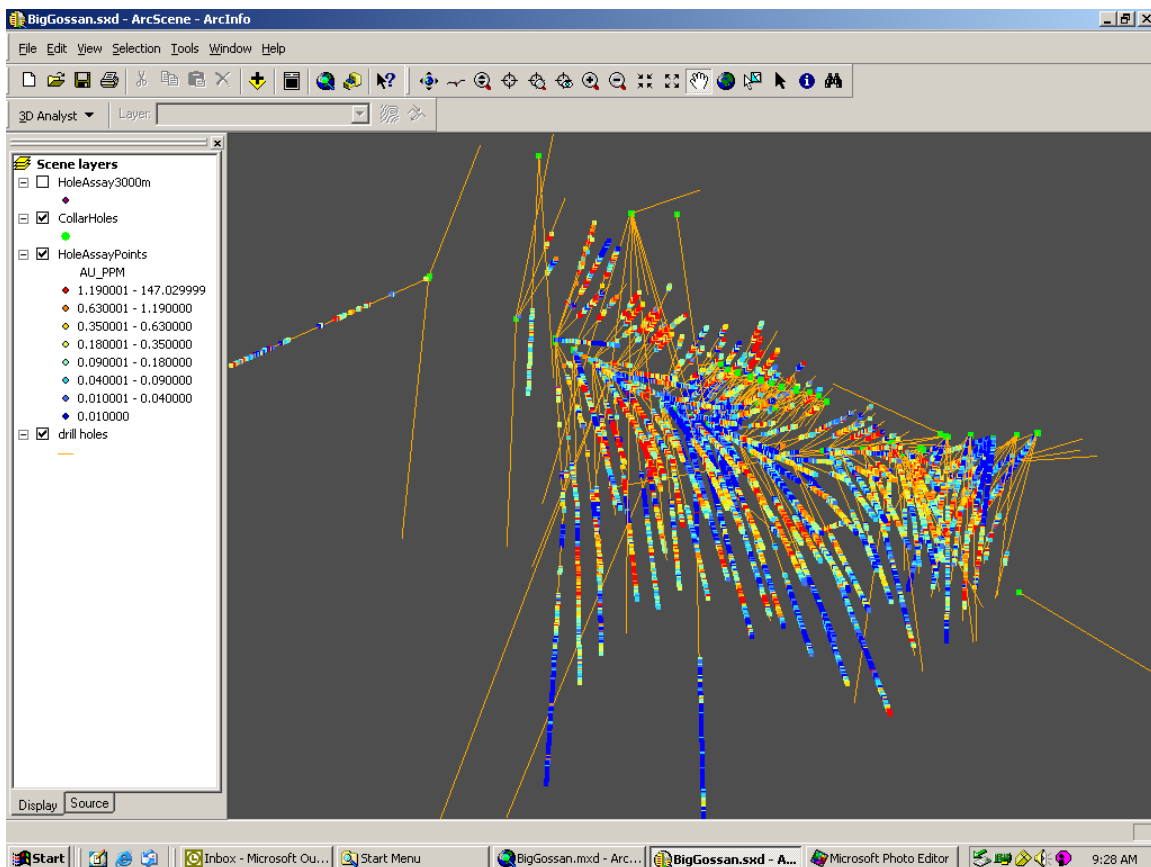 BigGossan.sxd - ArcScene - ArcInfo
File Edit View Selection Tools Window Help
3D Analyst Layer:
Scene layers
HoleAssay3000m
CollarHoles
HoleAssayPoints
AU_PPM
1.190001 - 147.029999
0.630001 - 1.190000
0.350001 - 0.630000
0.180001 - 0.350000
0.090001 - 0.180000
0.040001 - 0.090000
0.010001 - 0.040000
0.010000
drill holes
Display Source
Start Inbox - Microsoft Ou... Start Menu BigGossan.mxd - Arc... BigGossan.sxd - A... Microsoft Photo Editor 9:28 AM